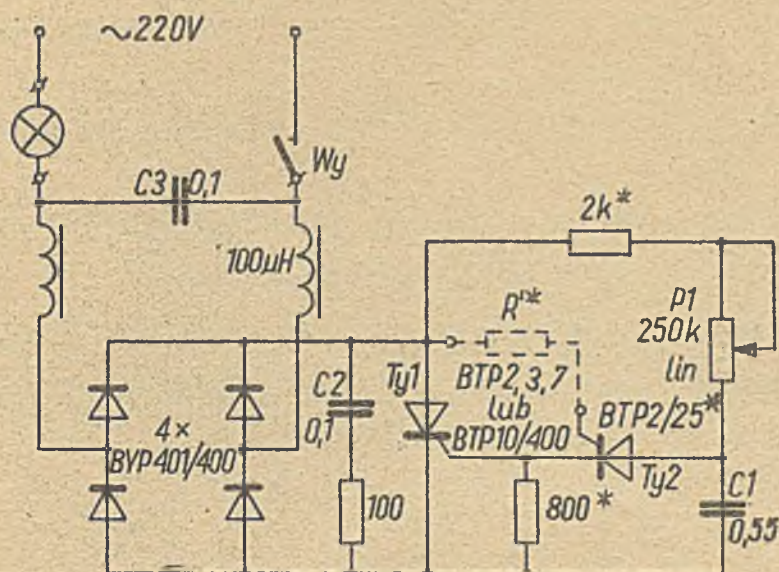 ~220V
Wy
C3
0,1
2k*
100µH
R"*
P1
250k
lin
C2
0,1
Ty1
BTP2,3,7
lub
BTP10/400
BTP2/25*
4×
BYP401/400
Ty2
C1
0,55
100
800*